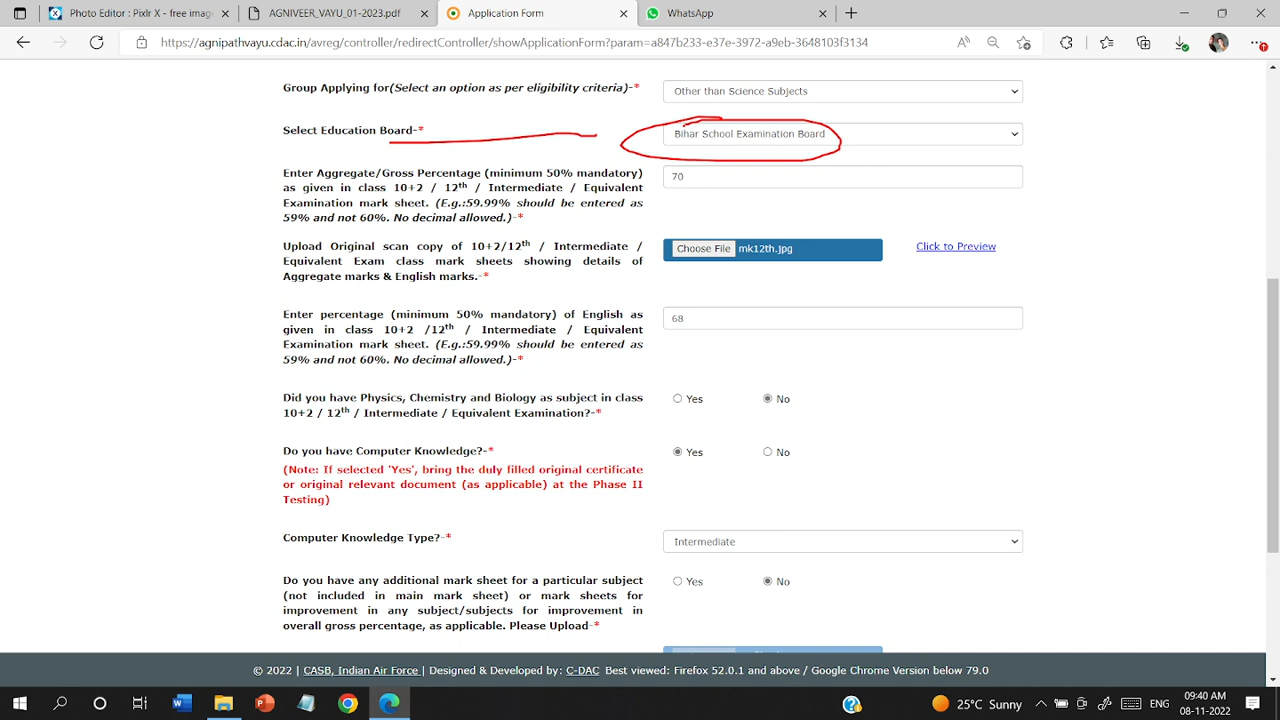 Photo Editor : Pixlr X - free imag
AGNIVEER_VAYU_01-2023.pdf
Application Form
WhatsApp
https://agnipathvayu.cdac.in/avreg/controller/redirectController/showApplicationForm?param=a847b233-e37e-3972-a9eb-3648103f3134
Group Applying for(Select an option as per eligibility criteria)-*
Other than Science Subjects
Select Education Board-*
Bihar School Examination Board
Enter Aggregate/Gross Percentage (minimum 50% mandatory)
as given in class 10+2 / 12th / Intermediate / Equivalent
Examination mark sheet. (E.g.:59.99% should be entered as
59% and not 60%. No decimal allowed.)-*
70
Upload Original scan copy of 10+2/12th / Intermediate /
Equivalent Exam class mark sheets showing details of
Aggregate marks & English marks.-*
Choose File mk12th.jpg
Click to Preview
Enter percentage (minimum 50% mandatory) of English as
given in class 10+2 /12th / Intermediate / Equivalent
Examination mark sheet. (E.g.:59.99% should be entered as
59% and not 60%. No decimal allowed.)-*
68
Did you have Physics, Chemistry and Biology as subject in class
10+2 / 12th / Intermediate / Equivalent Examination?-*
Yes No
Do you have Computer Knowledge?-*
(Note: If selected 'Yes', bring the duly filled original certificate
or original relevant document (as applicable) at the Phase II
Testing)
Yes No
Computer Knowledge Type?-*
Intermediate
Do you have any additional mark sheet for a particular subject
(not included in main mark sheet) or mark sheets for
improvement in any subject/subjects for improvement in
overall gross percentage, as applicable. Please Upload-*
Yes No
© 2022 | CASB, Indian Air Force | Designed & Developed by: C-DAC Best viewed: Firefox 52.0.1 and above / Google Chrome Version below 79.0
25°C Sunny
ENG
09:40 AM
08-11-2022